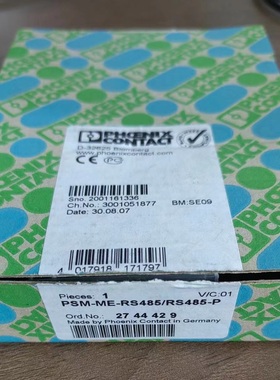 PHŒNIX
CONTACT
D-32825 Blomberg
www.phoenixcontact.com
Sno. 2001161336
Ch.No.: 3001051877 BM:SE09
Date: 30.08.07
4 017918 171797
Pieces: 1 V/C:01
PSM-ME-RS485/RS485-P
Ord.No.: 27 44 42 9
Made by Phoenix Contact in Germany